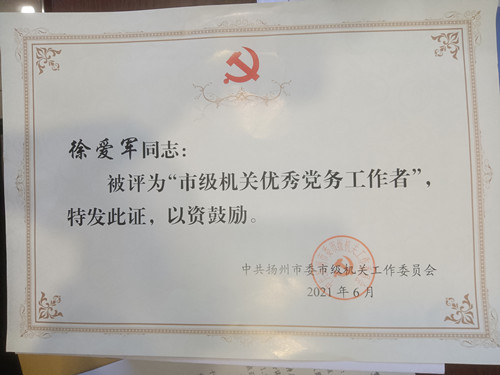 徐爱军同志：
被评为“市级机关优秀党务工作者”，
特发此证，以资鼓励。
中共扬州市委市级机关工作委员会
2021年6月